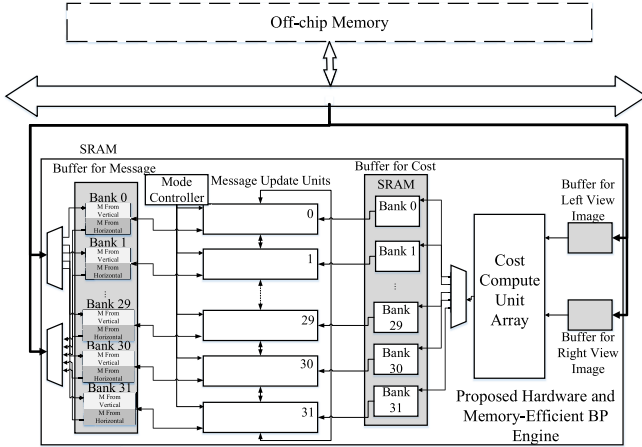 Off-chip Memory
SRAM
Buffer for Message
Bank 0
M From
Vertical
M From
Horizontal
Bank 1
M From
Vertical
M From
Horizontal
...
Bank 29
M From
Vertical
M From
Horizontal
Bank 30
M From
Vertical
M From
Horizontal
Bank 31
M From
Vertical
M From
Horizontal
Mode
Controller
Message Update Units
0
1
29
30
31
Buffer for Cost
SRAM
Bank 0
Bank 1
...
Bank
29
Bank
30
Bank
31
Cost
Compute
Unit
Array
Buffer for
Left View
Image
Buffer for
Right View
Image
Proposed Hardware and
Memory-Efficient BP
Engine